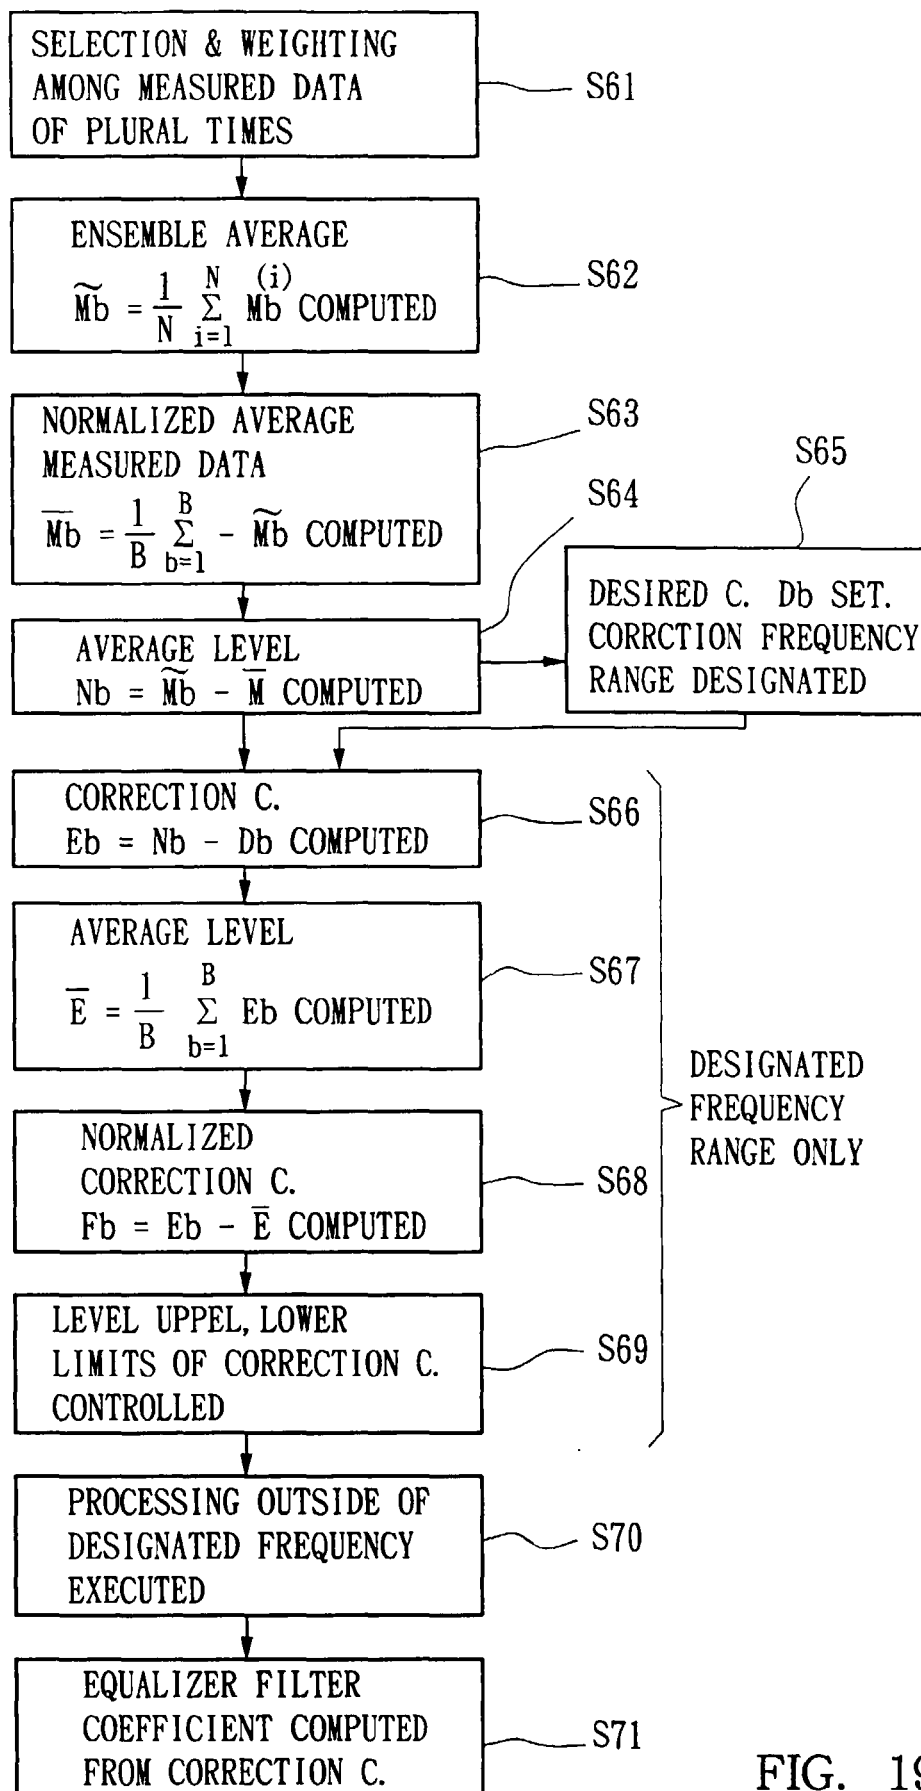 SELECTION & WEIGHTING
AMONG MEASURED DATA
OF PLURAL TIMES
S61
ENSEMBLE AVERAGE
M̃b = 1/N Σ_{i=1}^{N} Mb^{(i)} COMPUTED
S62
NORMALIZED AVERAGE
MEASURED DATA
M̅b = 1/B Σ_{b=1}^{B} - M̃b COMPUTED
S63
AVERAGE LEVEL
Nb = M̃b - M̅ COMPUTED
S64
S65
DESIRED C. Db SET.
CORRCTION FREQUENCY
RANGE DESIGNATED
CORRECTION C.
Eb = Nb - Db COMPUTED
S66
AVERAGE LEVEL
E̅ = 1/B Σ_{b=1}^{B} Eb COMPUTED
S67
NORMALIZED
CORRECTION C.
Fb = Eb - E̅ COMPUTED
S68
LEVEL UPPEL, LOWER
LIMITS OF CORRECTION C.
CONTROLLED
S69
DESIGNATED
FREQUENCY
RANGE ONLY
PROCESSING OUTSIDE OF
DESIGNATED FREQUENCY
EXECUTED
S70
EQUALIZER FILTER
COEFFICIENT COMPUTED
FROM CORRECTION C.
S71
FIG. 19